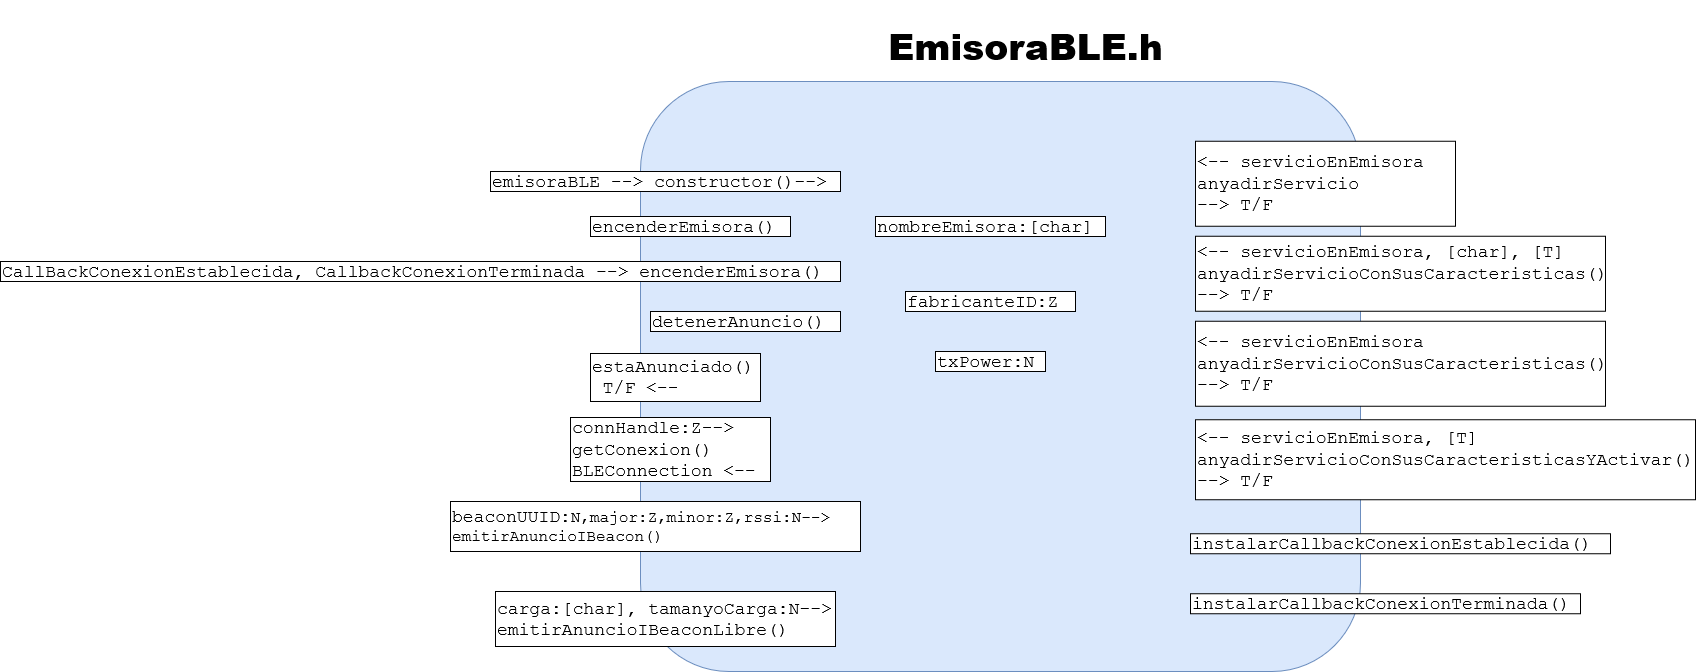 EmisoraBLE.h
emisoraBLE --> constructor()-->
encenderEmisora()
CallBackConexionEstablecida, CallbackConexionTerminada --> encenderEmisora()
detenerAnuncio()
estaAnunciado()
T/F <--
connHandle:Z-->
getConexion()
BLEConnection <--
beaconUUID:N,major:Z,minor:Z,rssi:N-->
emitirAnuncioIBeacon()
carga:[char], tamanyoCarga:N-->
emitirAnuncioIBeaconLibre()
nombreEmisora:[char]
fabricanteID:Z
txPower:N
<-- servicioEnEmisora
anyadirServicio
--> T/F
<-- servicioEnEmisora, [char], [T]
anyadirServicioConSusCaracteristicas()
--> T/F
<-- servicioEnEmisora
anyadirServicioConSusCaracteristicas()
--> T/F
<-- servicioEnEmisora, [T]
anyadirServicioConSusCaracteristicasYActivar()
--> T/F
instalarCallbackConexionEstablecida()
instalarCallbackConexionTerminada()